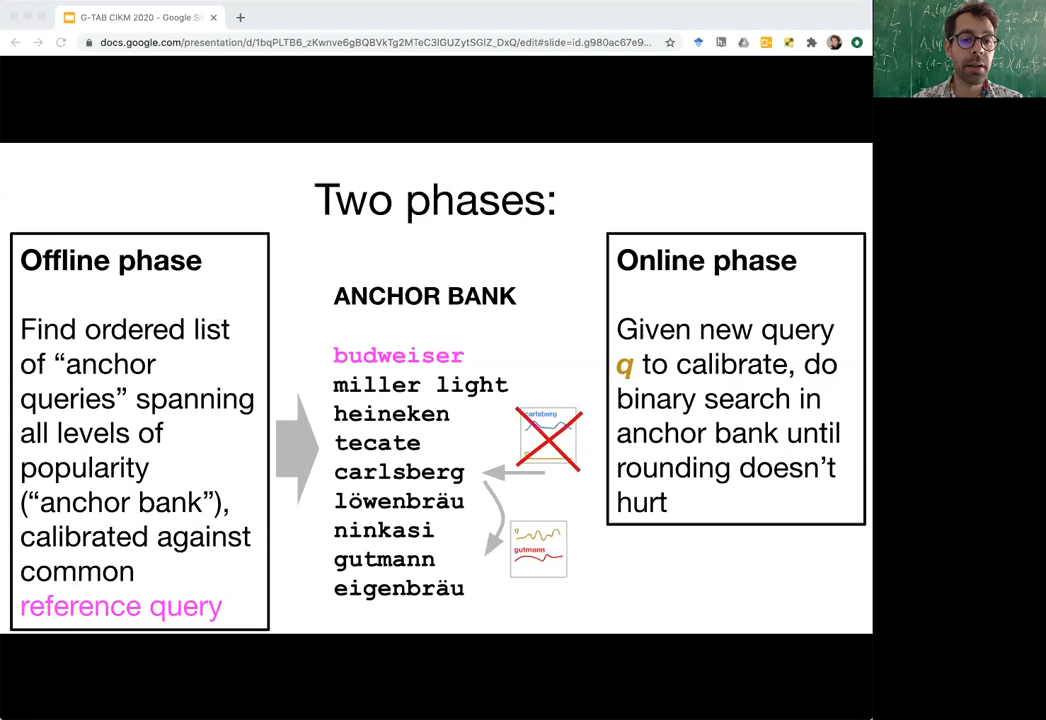 G-TAB CIKM 2020 - Google Sl
docs.google.com/presentation/d/1bqPLTB6_zKwnve6gBQBVkTg2MTeC3IGUZytSGIZ_DxQ/edit#slide=id.g980ac67e9...
Two phases:
Offline phase
Find ordered list
of “anchor
queries” spanning
all levels of
popularity
(“anchor bank”),
calibrated against
common
reference query
ANCHOR BANK
budweiser
miller light
heineken
tecate
carlsberg
löwenbräu
ninkasi
gutmann
eigenbräu
carlsberg
q
gutmann
Online phase
Given new query
q to calibrate, do
binary search in
anchor bank until
rounding doesn’t
hurt